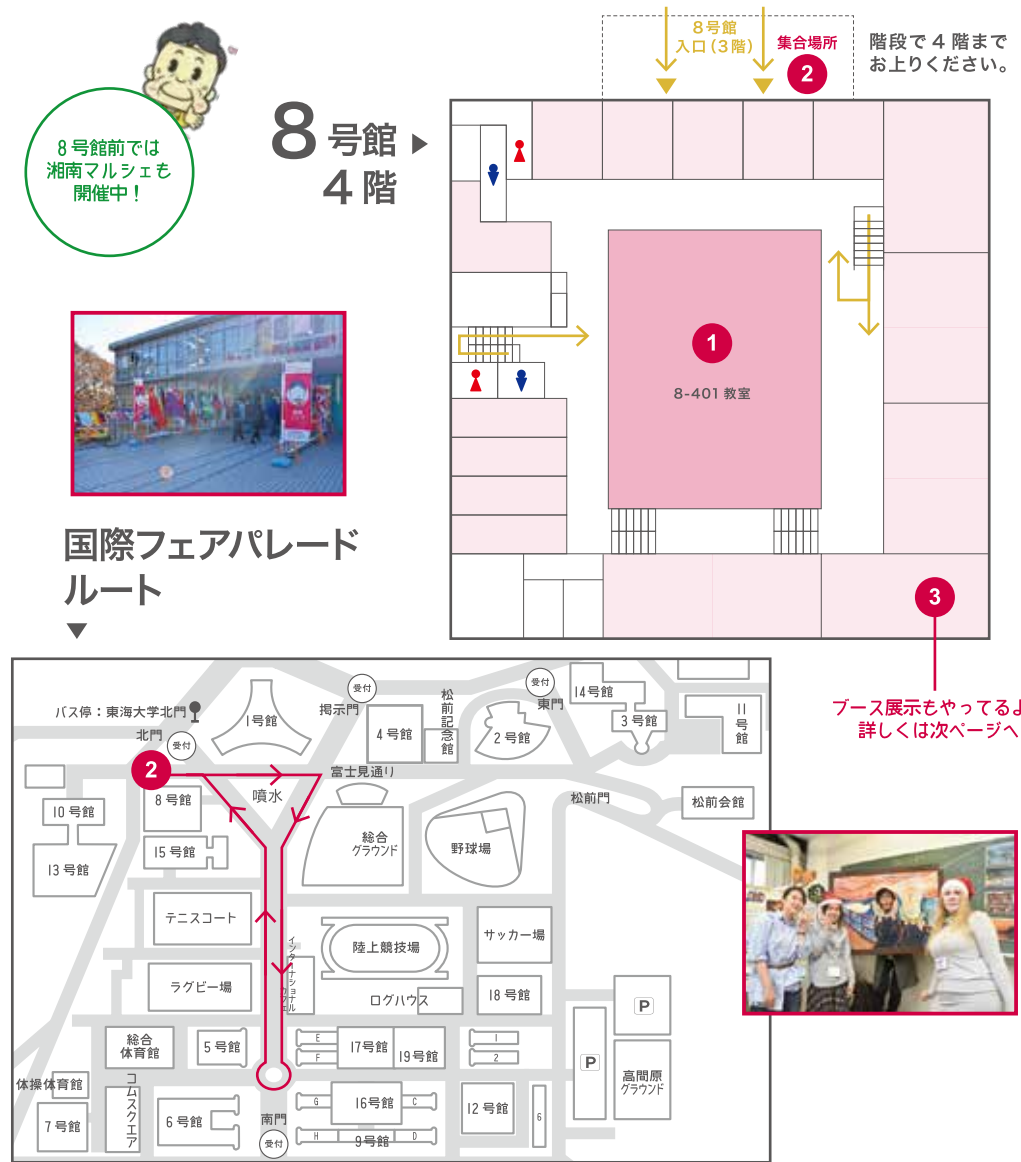 8号館
入口(3階)
集合場所
2
階段で4階まで
お上りください。
8号館前では
湘南マルシェも
開催中!
8号館
4階
1
8-401 教室
3
国際フェアパレード
ルート
ブース展示もやってるよ
詳しくは次ページへ
バス停:東海大学北門
北門
受付
2
1号館
受付
掲示門
4号館
松前記念館
受付
東門
2号館
14号館
3号館
11号館
富士見通り
噴水
松前門
松前会館
10号館
13号館
8号館
15号館
総合
グラウンド
野球場
テニスコート
ラグビー場
インターナショナル
カフェ
陸上競技場
ログハウス
サッカー場
18号館
P
P
高間原
グラウンド
総合
体育館
5号館
E
F
17号館
19号館
1
2
体操体育館
7号館
コムスクエア
6号館
南門
受付
G
16号館
C
H
9号館
D
12号館
6